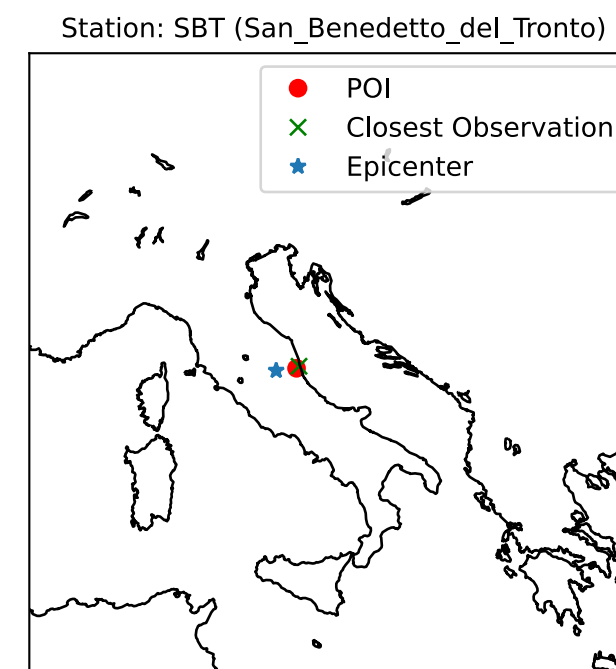 Station: SBT (San_Benedetto_del_Tronto)
POI
Closest Observation
Epicenter